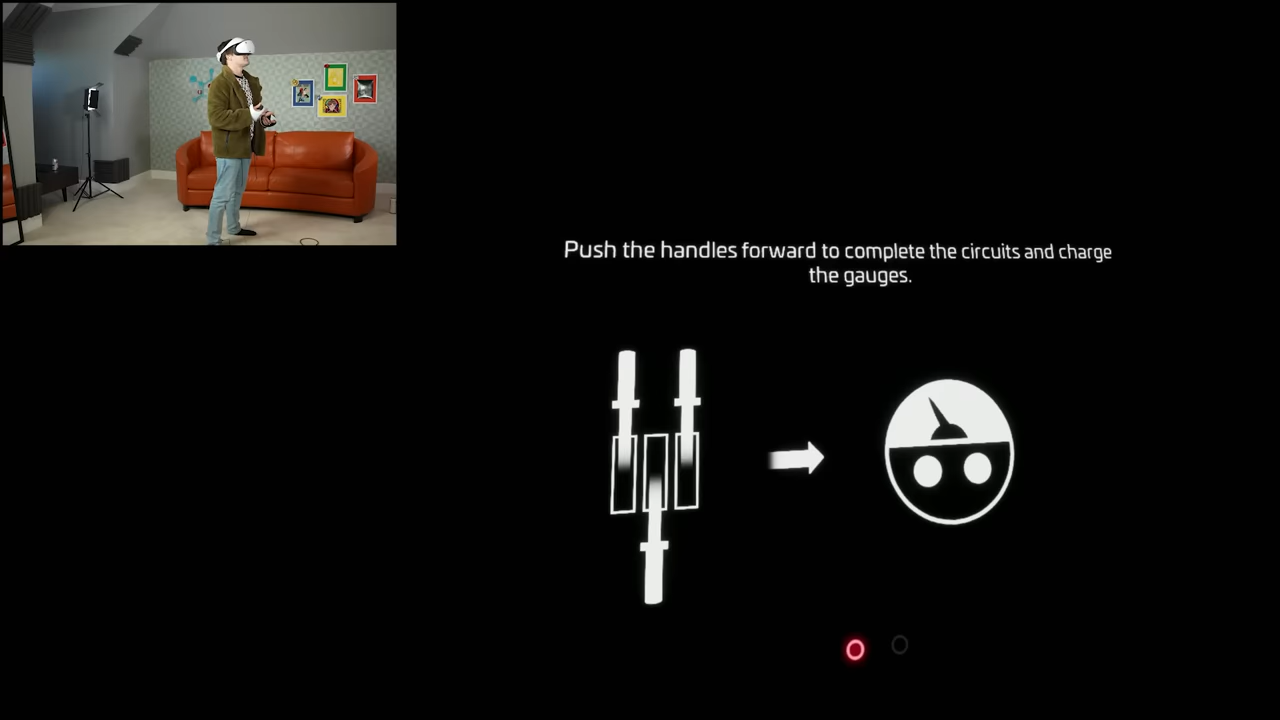 Push the handles forward to complete the circuits and charge
the gauges.